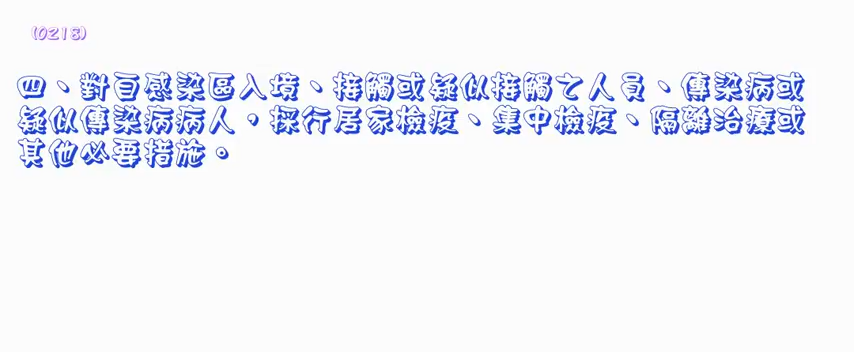 (0218)
四、對自感染區入境、接觸或疑似接觸之人員、傳染病或
疑似傳染病病人，採行居家檢疫、集中檢疫、隔離治療或
其他必要措施。